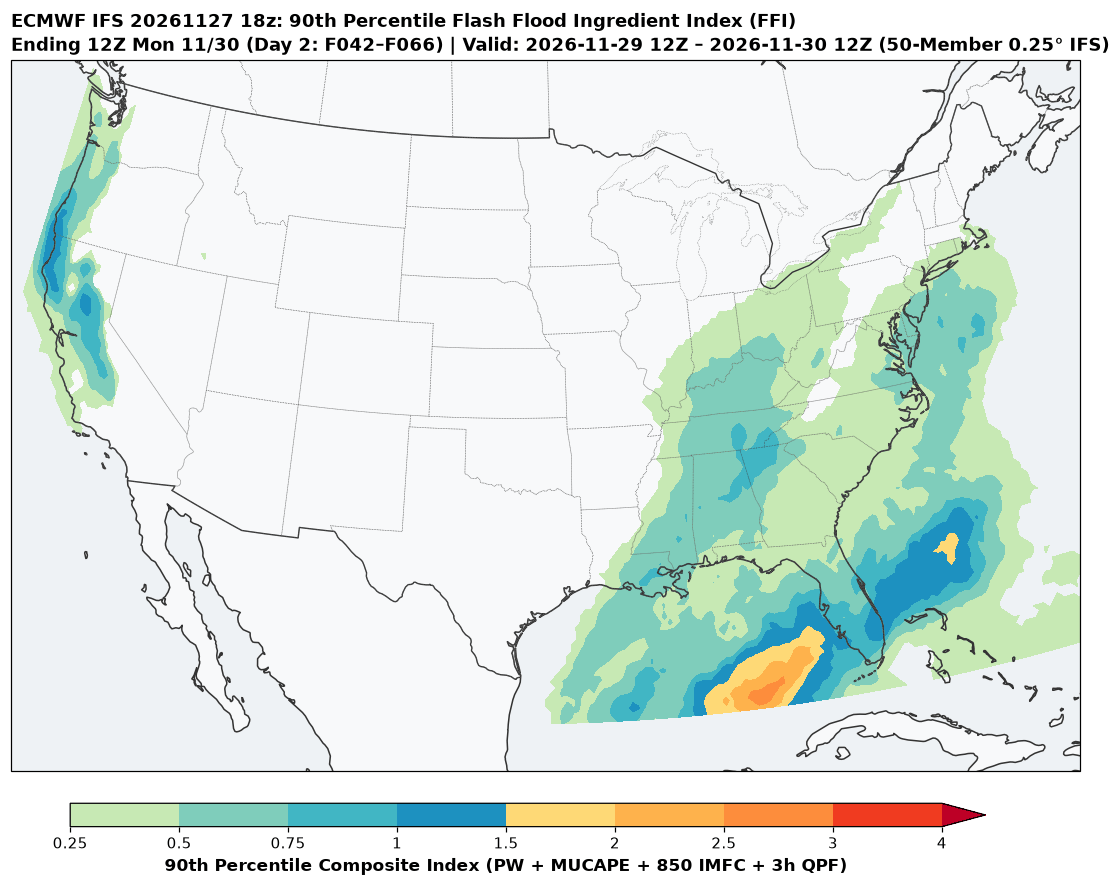 ECMWF IFS 20261127 18z: 90th Percentile Flash Flood Ingredient Index (FFI)
Ending 12Z Mon 11/30 (Day 2: F042–F066) | Valid: 2026-11-29 12Z – 2026-11-30 12Z (50-Member 0.25° IFS)
0.25 0.5 0.75 1 1.5 2 2.5 3 4
90th Percentile Composite Index (PW + MUCAPE + 850 IMFC + 3h QPF)